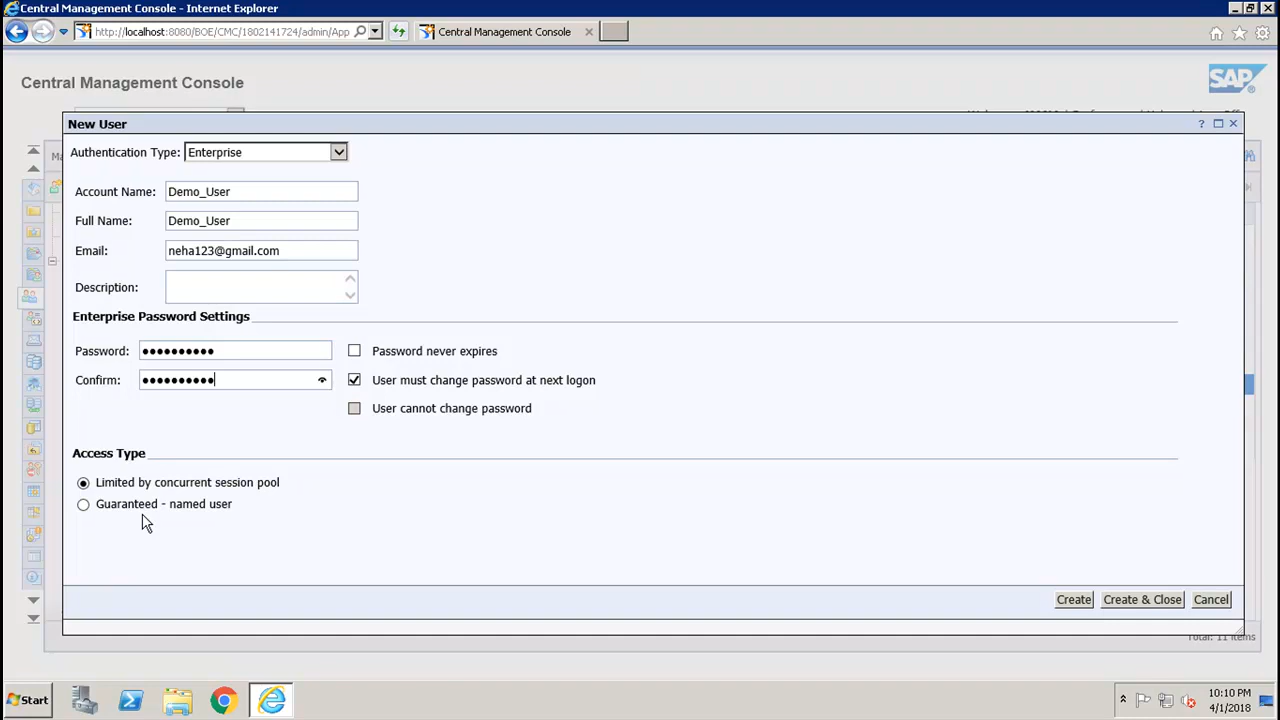 Central Management Console - Internet Explorer
http://localhost:8080/BOE/CMC/1802141724/admin/App
Central Management Console
Central Management Console
SAP
New User
?
Authentication Type: Enterprise
Account Name: Demo_User
Full Name: Demo_User
Email: neha123@gmail.com
Description:
Enterprise Password Settings
Password: ●●●●●●●●●●
Password never expires
Confirm: ●●●●●●●●●●
User must change password at next logon
User cannot change password
Access Type
Limited by concurrent session pool
Guaranteed - named user
Create Create & Close Cancel
Total: 11 items
Start
10:10 PM
4/1/2018